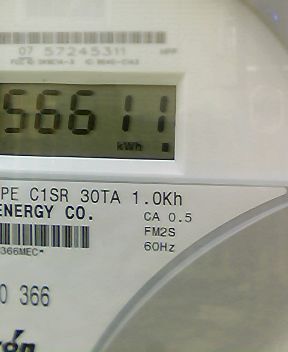 07 57245311
56611
kWh
PE C1SR 30TA 1.0Kh
ENERGY CO.
CA 0.5
FM2S
60Hz
366MEC*
0 366